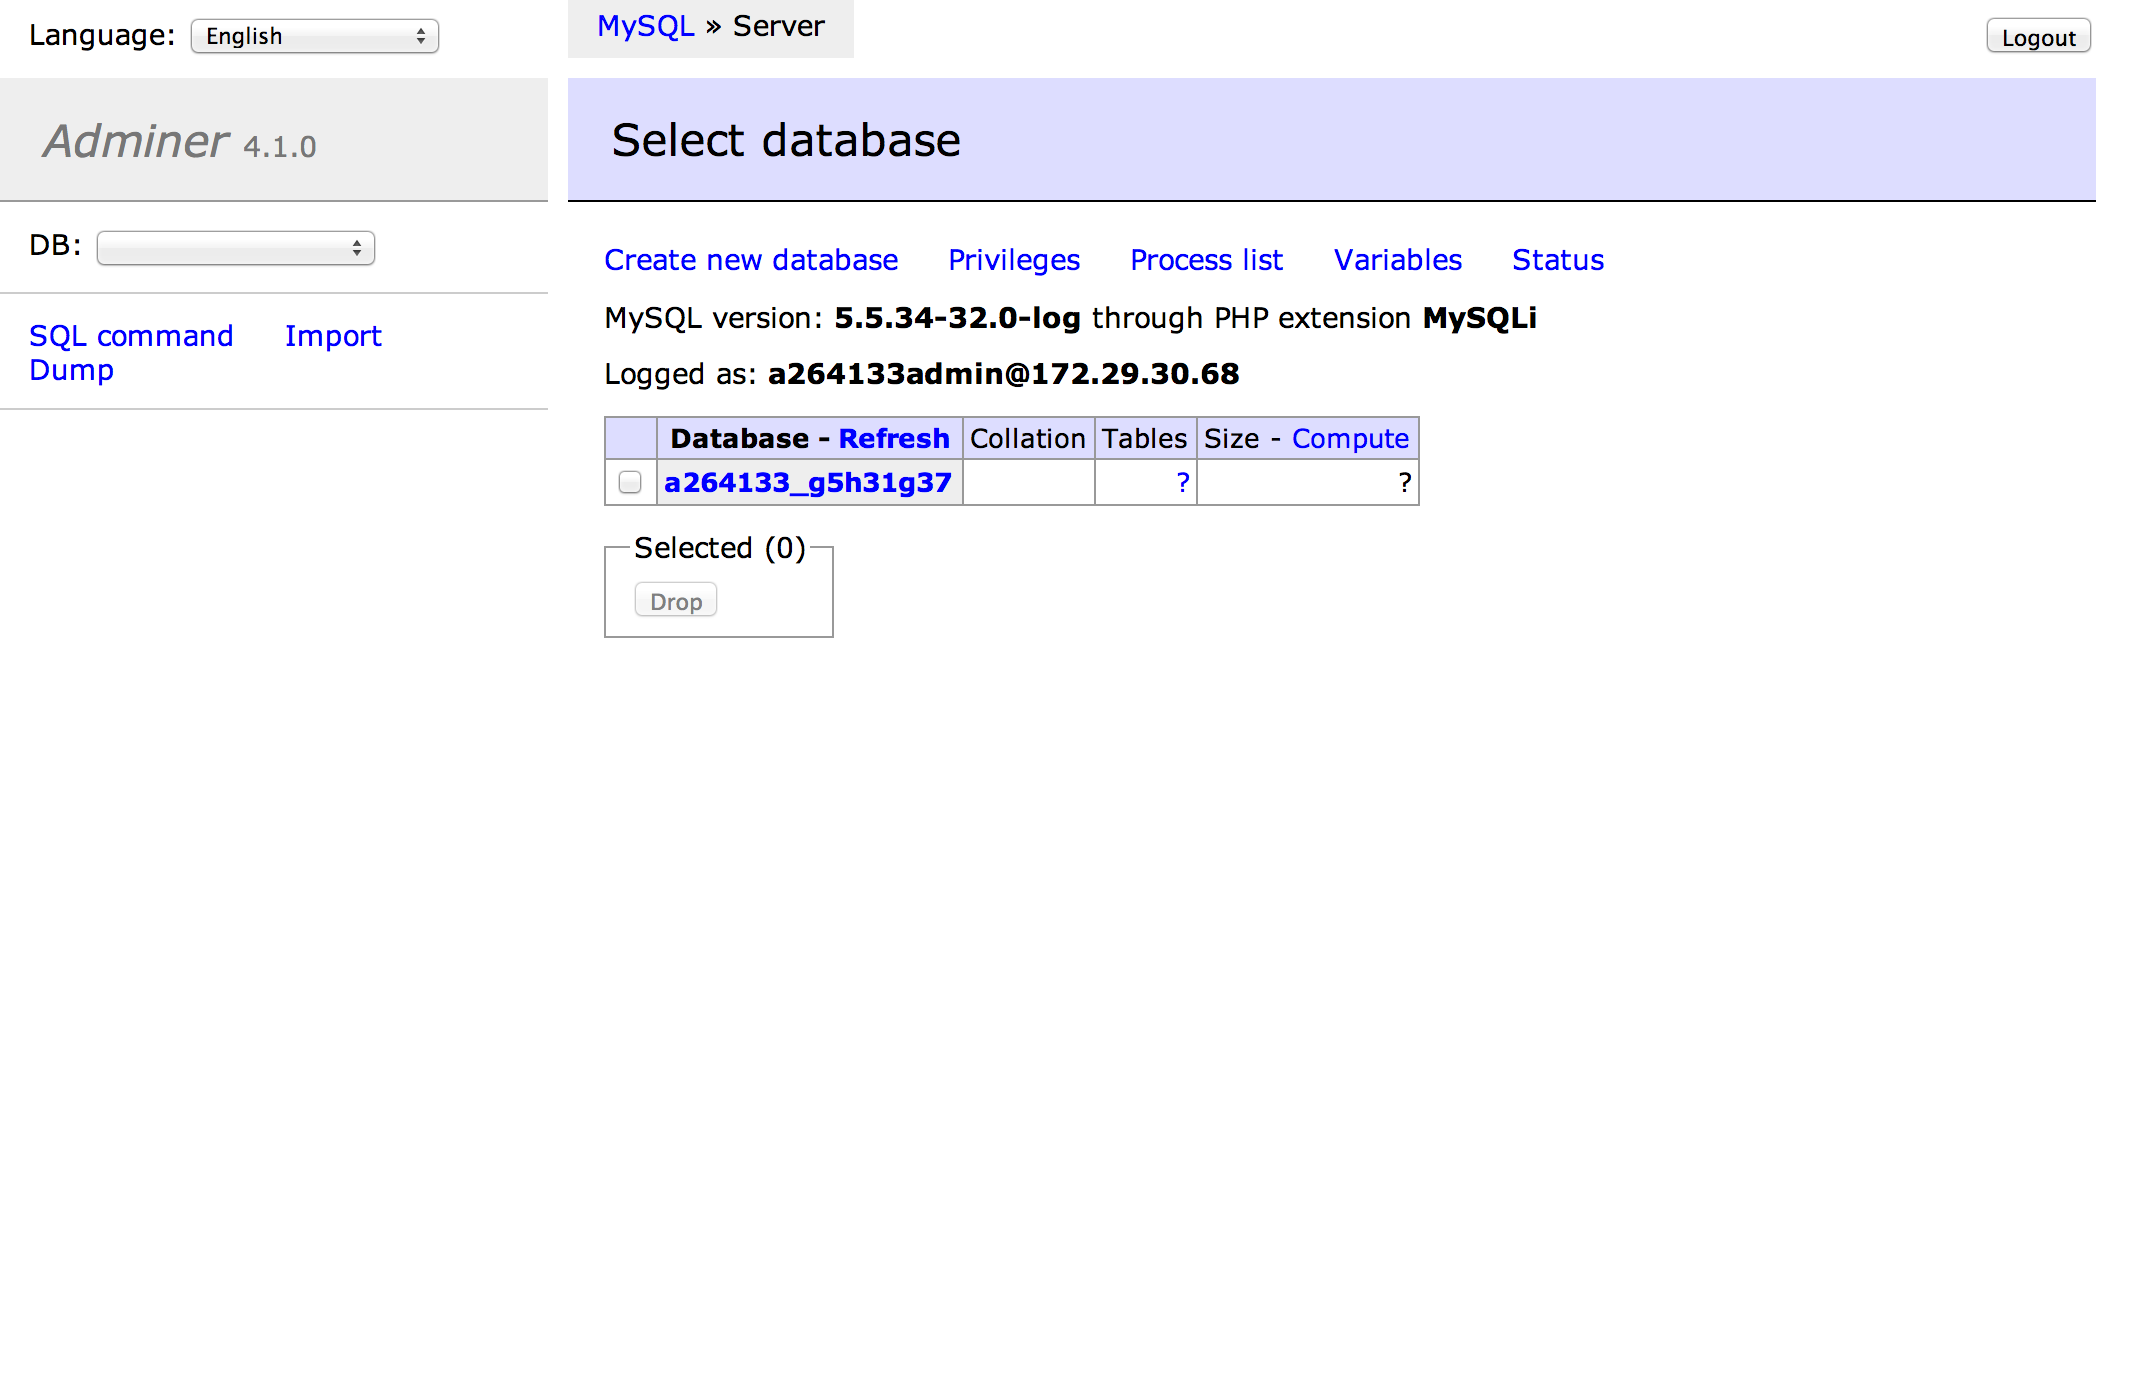 Language: English
MySQL » Server
Logout
Adminer 4.1.0
Select database
DB:
SQL command Import
Dump
Create new database Privileges Process list Variables Status
MySQL version: 5.5.34-32.0-log through PHP extension MySQLi
Logged as: a264133admin@172.29.30.68
Database - Refresh Collation Tables Size - Compute
a264133_g5h31g37 ? ?
Selected (0)
Drop